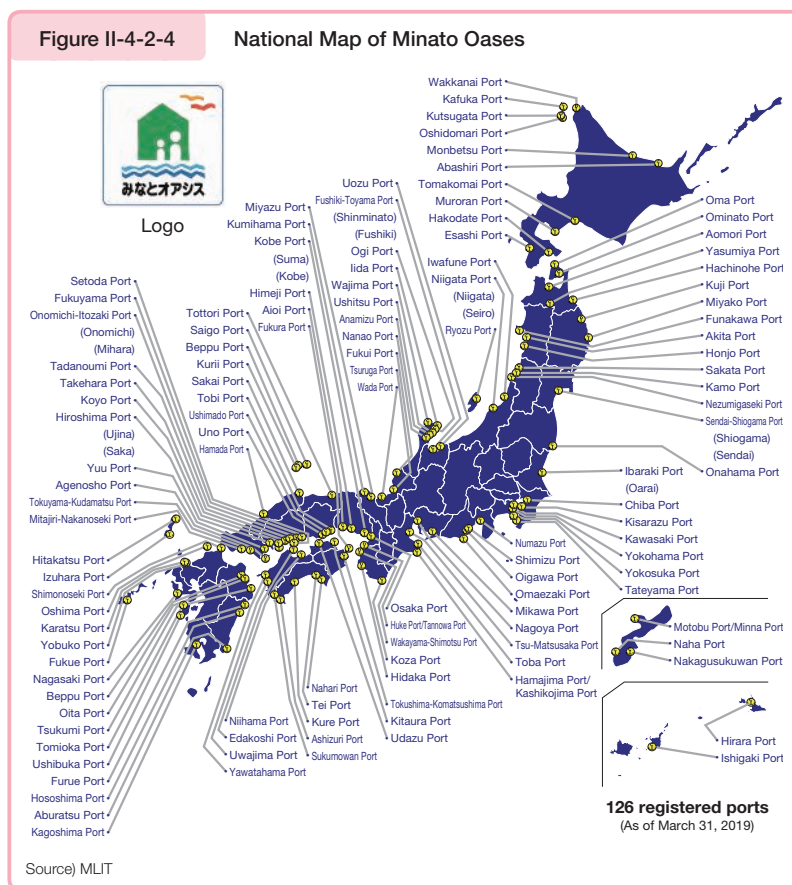 Figure II-4-2-4
National Map of Minato Oases
みなとオアシス
Logo
Wakkanai Port
Kafuka Port
Kutsugata Port
Oshidomari Port
Monbetsu Port
Abashiri Port
Tomakomai Port
Muroran Port
Hakodate Port
Esashi Port
Oma Port
Ominato Port
Aomori Port
Yasumiya Port
Hachinohe Port
Kuji Port
Miyako Port
Funakawa Port
Akita Port
Honjo Port
Sakata Port
Kamo Port
Nezumigaseki Port
Sendai-Shiogama Port
(Shiogama)
(Sendai)
Onahama Port
Iwafune Port
Niigata Port
(Niigata)
(Seiro)
Ryozu Port
Uozu Port
Fushiki-Toyama Port
(Shinminato)
(Fushiki)
Ogi Port
Iida Port
Wajima Port
Ushitsu Port
Anamizu Port
Nanao Port
Fukui Port
Tsuruga Port
Wada Port
Miyazu Port
Kumihama Port
Kobe Port
(Suma)
(Kobe)
Himeji Port
Aioi Port
Fukura Port
Tottori Port
Saigo Port
Beppu Port
Kurii Port
Sakai Port
Tobi Port
Ushimado Port
Uno Port
Hamada Port
Setoda Port
Fukuyama Port
Onomichi-Itozaki Port
(Onomichi)
(Mihara)
Tadanoumi Port
Takehara Port
Koyo Port
Hiroshima Port
(Ujina)
(Saka)
Yuu Port
Agenosho Port
Tokuyama-Kudamatsu Port
Mitajiri-Nakanoseki Port
Hitakatsu Port
Izuhara Port
Shimonoseki Port
Oshima Port
Karatsu Port
Yobuko Port
Fukue Port
Nagasaki Port
Beppu Port
Oita Port
Tsukumi Port
Tomioka Port
Ushibuka Port
Furue Port
Hososhima Port
Aburatsu Port
Kagoshima Port
Niihama Port
Edakoshi Port
Uwajima Port
Yawatahama Port
Nahari Port
Tei Port
Kure Port
Ashizuri Port
Sukumowan Port
Osaka Port
Huke Port/Tannowa Port
Wakayama-Shimotsu Port
Koza Port
Hidaka Port
Tokushima-Komatsushima Port
Kitaura Port
Udazu Port
Numazu Port
Shimizu Port
Oigawa Port
Omaezaki Port
Mikawa Port
Nagoya Port
Tsu-Matsusaka Port
Toba Port
Hamajima Port/
Kashikojima Port
Ibaraki Port
(Oarai)
Chiba Port
Kisarazu Port
Kawasaki Port
Yokohama Port
Yokosuka Port
Tateyama Port
Motobu Port/Minna Port
Naha Port
Nakagusukuwan Port
Hirara Port
Ishigaki Port
126 registered ports
(As of March 31, 2019)
Source) MLIT